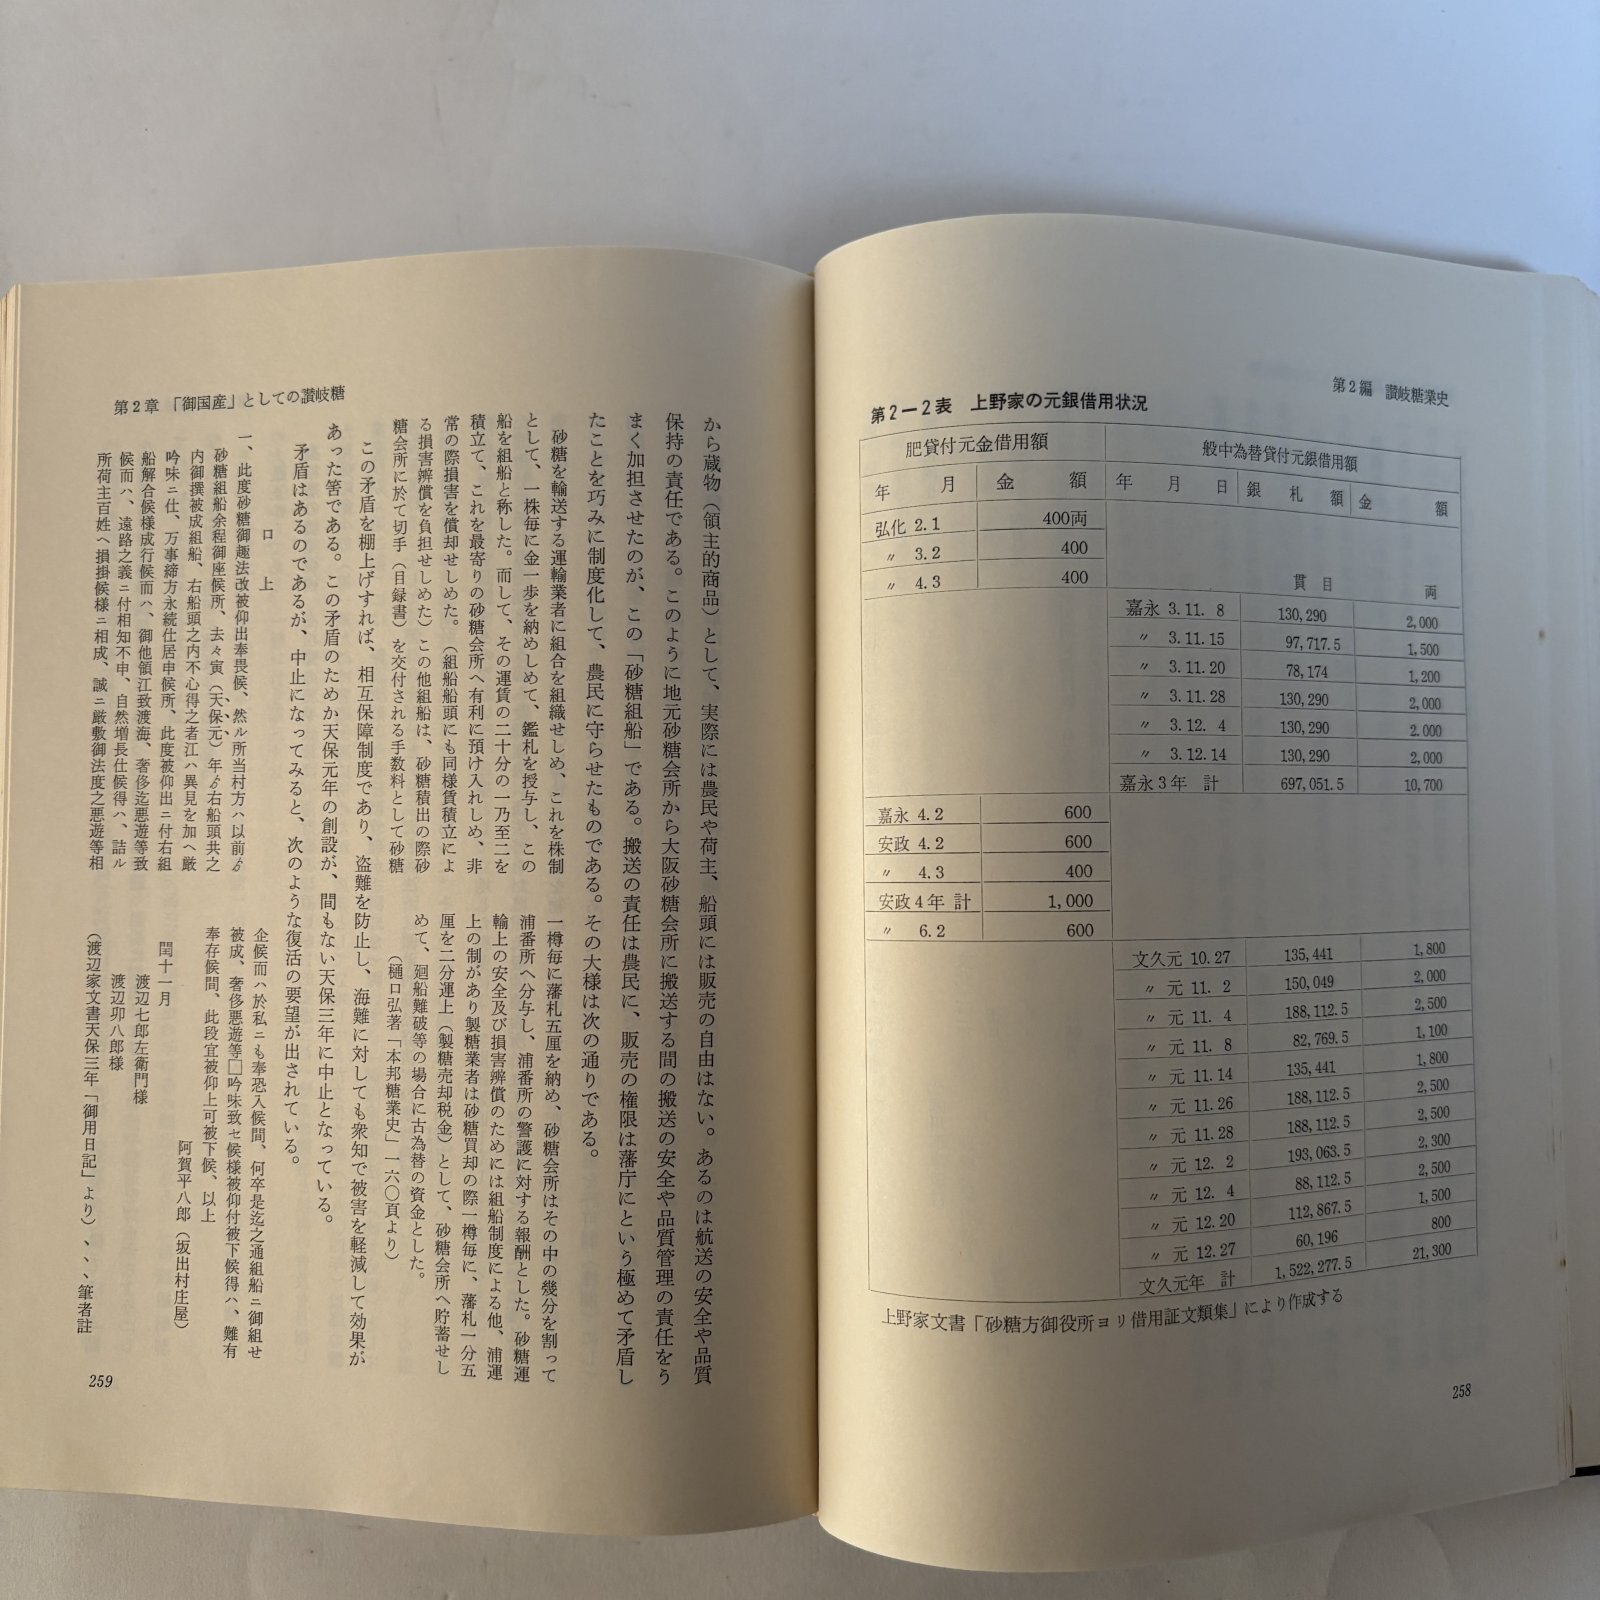 第2編　讃岐糖業史
第2—2表　上野家の元銀借用状況
肥貸付元金借用額　般中為替貸付元銀借用額
年　月　金　額　年　月　日　銀　札　額　金　額
弘化 2.1　400両
〃 3.2　400
〃 4.3　400
貫　目　両
嘉永 3.11. 8　130,290　2,000
〃 3.11.15　97,717.5　1,500
〃 3.11.20　78,174　1,200
〃 3.11.28　130,290　2,000
〃 3.12. 4　130,290　2.000
〃 3.12.14　130,290　2,000
嘉永3年　計　697,051.5　10,700
嘉永 4.2　600
安政 4.2　600
〃 4.3　400
安政4年 計　1,000
〃 6.2　600
文久元 10.27　135,441　1,800
〃 元 11. 2　150,049　2,000
〃 元 11. 4　188,112.5　2,500
〃 元 11. 8　82,769.5　1,100
〃 元 11.14　135,441　1,800
〃 元 11.26　188,112.5　2,500
〃 元 11.28　188,112.5　2,500
〃 元 12. 2　193,063.5　2,300
〃 元 12. 4　88,112.5　2,500
〃 元 12.20　112,867.5　1,500
〃 元 12.27　60,196　800
文久元年　計　1,522,277.5　21,300
上野家文書「砂糖方御役所ヨリ借用証文類集」により作成する
258
第2章　「御国産」としての讃岐糖
から蔵物（領主的商品）として、実際には農民や荷主、船頭には販売の自由はない。あるのは航送の安全や品質
保持の責任である。このように地元砂糖会所から大阪砂糖会所に搬送する間の搬送の安全や品質管理の責任をう
まく加担させたのが、この「砂糖組船」である。搬送の責任は農民に、販売の権限は藩庁にという極めて矛盾し
たことを巧みに制度化して、農民に守らせたものである。その大様は次の通りである。
砂糖を輸送する運輸業者に組合を組織せしめ、これを株制
として、一株毎に金一歩を納めしめて、鑑札を授与し、この
船を組船と称した。而して、その運賃の二十分の一乃至二を
積立て、これを最寄りの砂糖会所へ有利に預け入れしめ、非
常の際損害を償却せしめた。（組船船頭にも同様賃積立によ
る損害辨償を負担せしめた）この他組船は、砂糖積出の際砂
糖会所に於て切手（目録書）を交付される手数料として砂糖
一樽毎に藩札五厘を納め、砂糖会所はその中の幾分を割って
浦番所へ分与し、浦番所の警護に対する報酬とした。砂糖運
輸上の安全及び損害辨償のためには組船制度による他、浦運
上の制があり製糖業者は砂糖買却の際一樽毎に、藩札一分五
厘を二分運上（製糖売却税金）として、砂糖会所へ貯蓄せし
めて、廻船難破等の場合に古為替の資金とした。
（樋口弘著「本邦糖業史」一六〇頁より）
この矛盾を棚上げすれば、相互保障制度であり、盗難を防止し、海難に対しても衆知で被害を軽減して効果が
あった筈である。この矛盾のためか天保元年の創設が、間もない天保三年に中止となっている。
矛盾はあるのであるが、中止になってみると、次のような復活の要望が出されている。
口　上
一、此度砂糖御趣法改被仰出奉畏候、然ル所当村方ハ以前ゟ
砂糖組船余程御座候所、去々寅（天保元）年ゟ右船頭共之
内御撰被成組船、右船頭之内不心得之者江ハ異見を加へ厳
吟味ニ仕、万事締方永続仕居申候所、此度被仰出ニ付右組
船解合候様成行候而ハ、御他領江致渡海、奢侈迄悪遊等致
候而ハ、遠路之義ニ付相知不申、自然増長仕候得ハ、詰ル
所荷主百姓へ損掛候様ニ相成、誠ニ厳敷御法度之悪遊等相
企候而ハ於私ニも奉恐入候間、何卒是迄之通組船ニ御組せ
被成、奢侈悪遊等□吟味致セ候様被仰付被下候得ハ、難有
奉存候間、此段宜被仰上可被下候、以上
阿賀平八郎（坂出村庄屋）
閏十一月
渡辺七郎左衛門様
渡辺卯八郎様
（渡辺家文書天保三年「御用日記」より）、、、筆者註
259